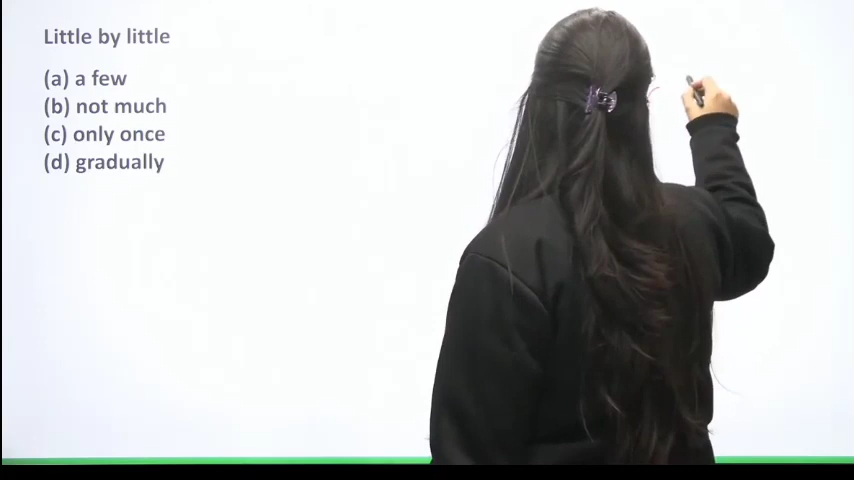 Little by little
(a) a few
(b) not much
(c) only once
(d) gradually